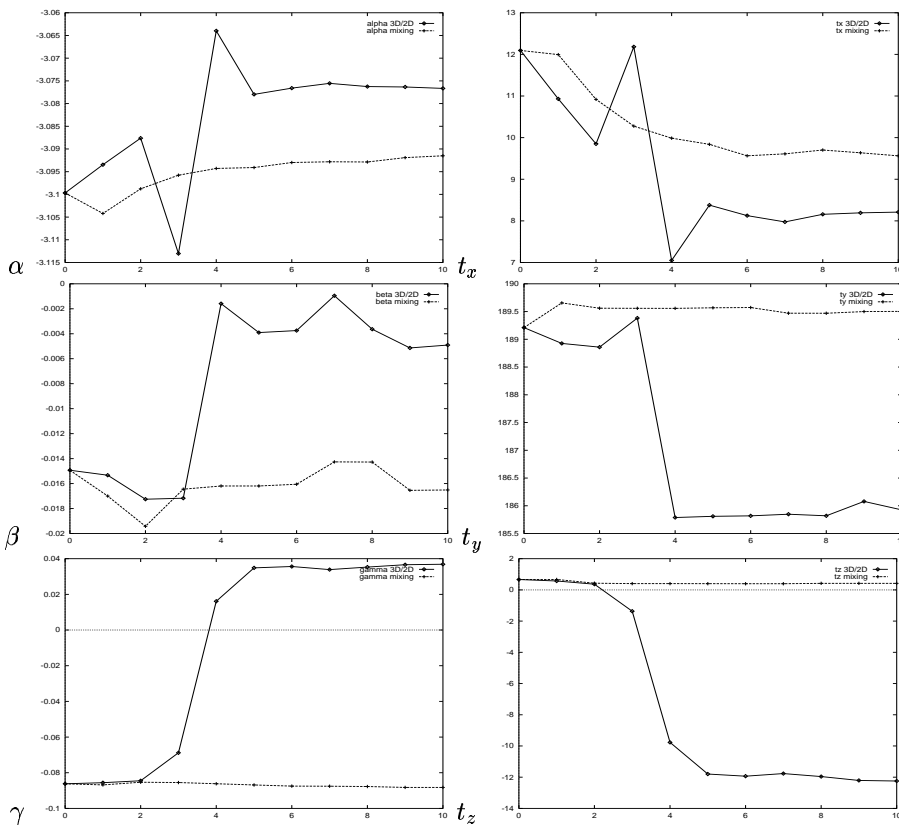 -3.06
-3.065
-3.07
-3.075
-3.08
-3.085
-3.09
-3.095
-3.1
-3.105
-3.11
-3.115
0 2 4 6 8 10
alpha 3D/2D
alpha mixing
α
13
12
11
10
9
8
7
0 2 4 6 8 10
tx 3D/2D
tx mixing
t_x
0
-0.002
-0.004
-0.006
-0.008
-0.01
-0.012
-0.014
-0.016
-0.018
-0.02
0 2 4 6 8 10
beta 3D/2D
beta mixing
β
190
189.5
189
188.5
188
187.5
187
186.5
186
185.5
0 2 4 6 8 10
ty 3D/2D
ty mixing
t_y
0.04
0.02
0
-0.02
-0.04
-0.06
-0.08
-0.1
0 2 4 6 8 10
gamma 3D/2D
gamma mixing
γ
2
0
-2
-4
-6
-8
-10
-12
-14
0 2 4 6 8 10
tz 3D/2D
tz mixing
t_z